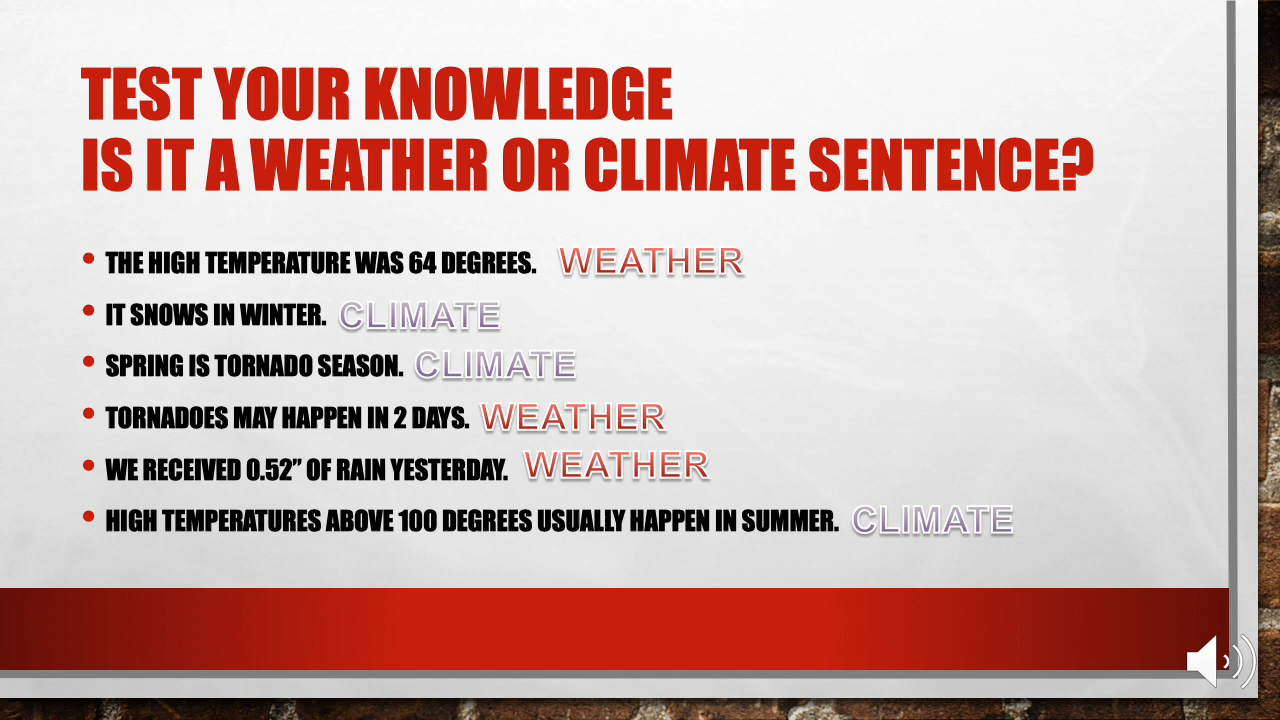 TEST YOUR KNOWLEDGE
IS IT A WEATHER OR CLIMATE SENTENCE?
• THE HIGH TEMPERATURE WAS 64 DEGREES. WEATHER
• IT SNOWS IN WINTER. CLIMATE
• SPRING IS TORNADO SEASON. CLIMATE
• TORNADOES MAY HAPPEN IN 2 DAYS. WEATHER
• WE RECEIVED 0.52” OF RAIN YESTERDAY. WEATHER
• HIGH TEMPERATURES ABOVE 100 DEGREES USUALLY HAPPEN IN SUMMER. CLIMATE